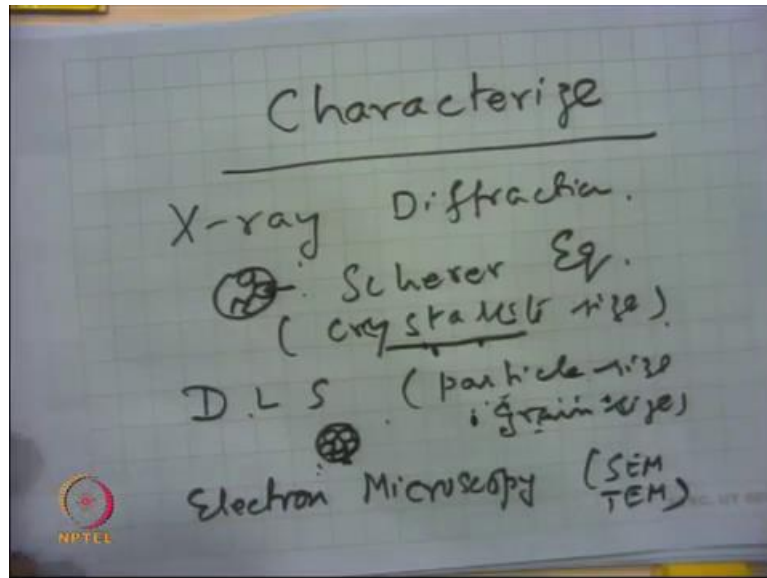 Characterize
X-ray Diffraction.
Scherer Eq.
(crystallite size)
D.L S (particle size
, grain size)
Electron Microscopy (SEM
TEM)
NPTEL